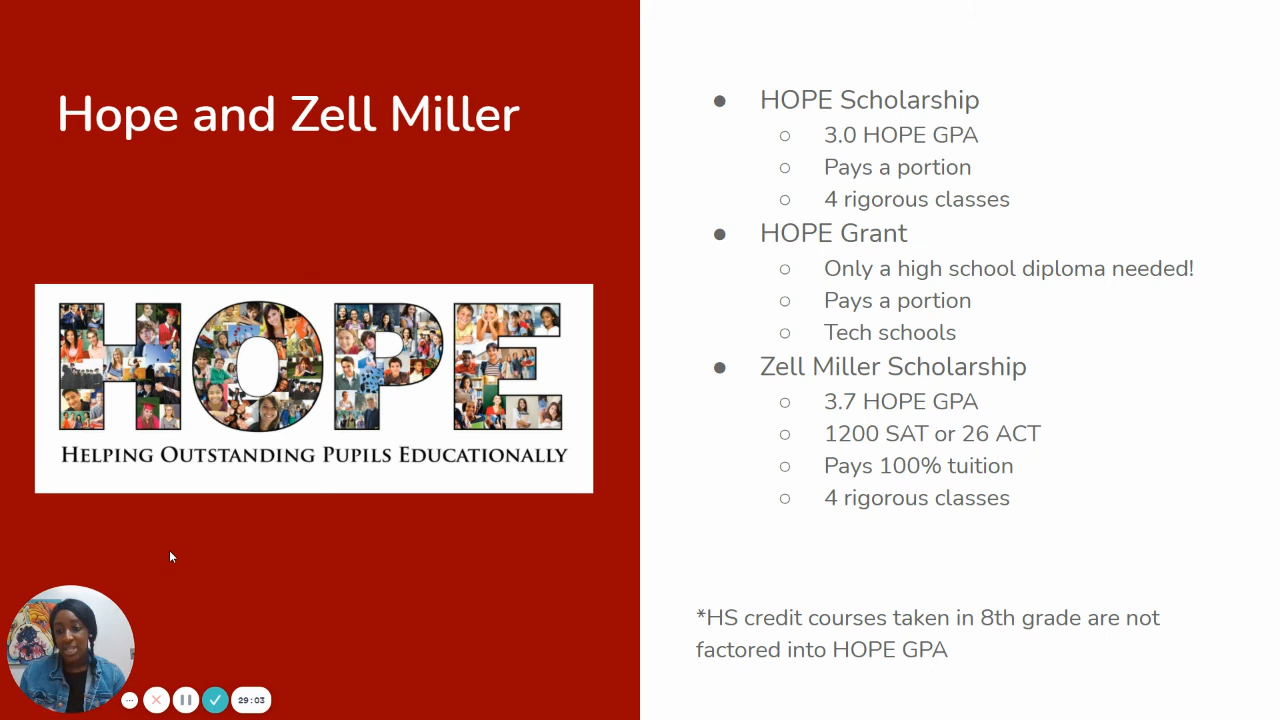 Hope and Zell Miller
HOPE
HELPING OUTSTANDING PUPILS EDUCATIONALLY
● HOPE Scholarship
○ 3.0 HOPE GPA
○ Pays a portion
○ 4 rigorous classes
● HOPE Grant
○ Only a high school diploma needed!
○ Pays a portion
○ Tech schools
● Zell Miller Scholarship
○ 3.7 HOPE GPA
○ 1200 SAT or 26 ACT
○ Pays 100% tuition
○ 4 rigorous classes
*HS credit courses taken in 8th grade are not
factored into HOPE GPA
29:03